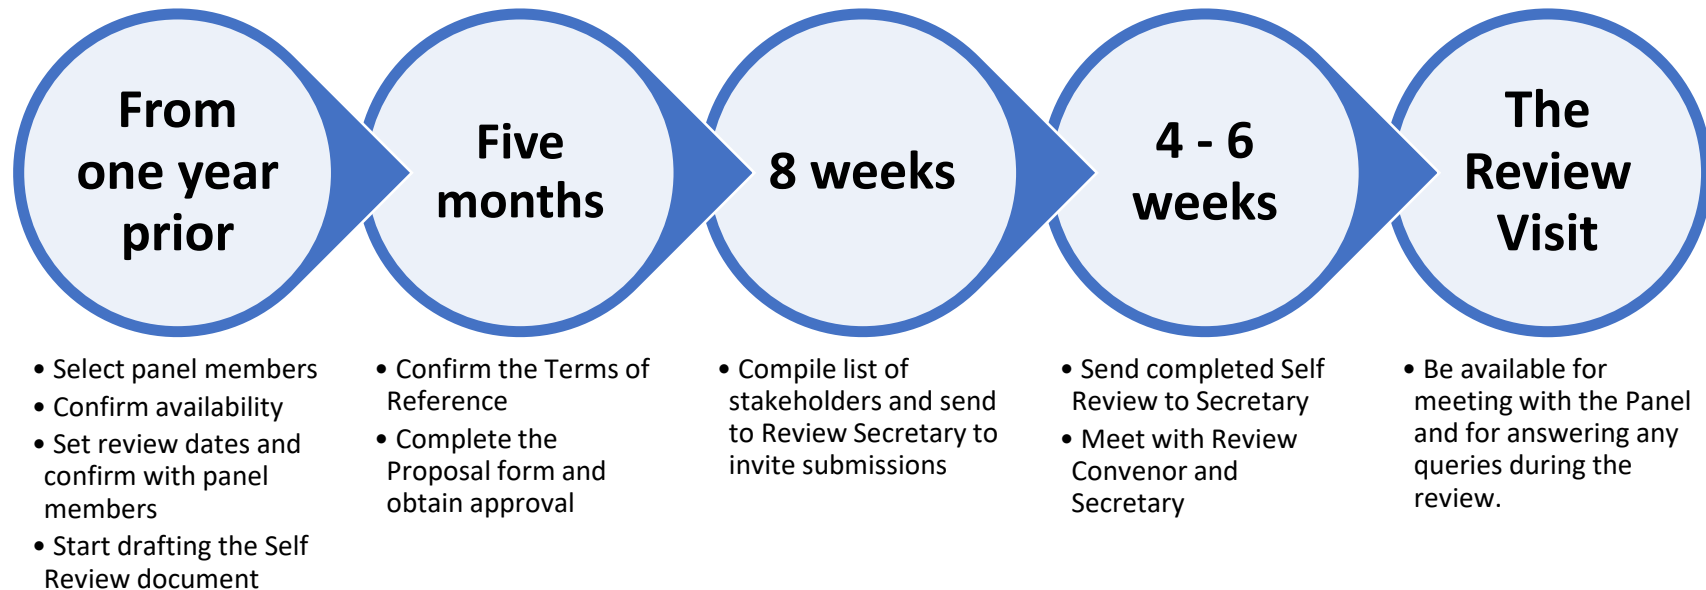 From
one year
prior
• Select panel members
• Confirm availability
• Set review dates and
confirm with panel
members
• Start drafting the Self
Review document
Five
months
• Confirm the Terms of
Reference
• Complete the
Proposal form and
obtain approval
8 weeks
• Compile list of
stakeholders and send
to Review Secretary to
invite submissions
4 - 6
weeks
• Send completed Self
Review to Secretary
• Meet with Review
Convenor and
Secretary
The
Review
Visit
• Be available for
meeting with the Panel
and for answering any
queries during the
review.